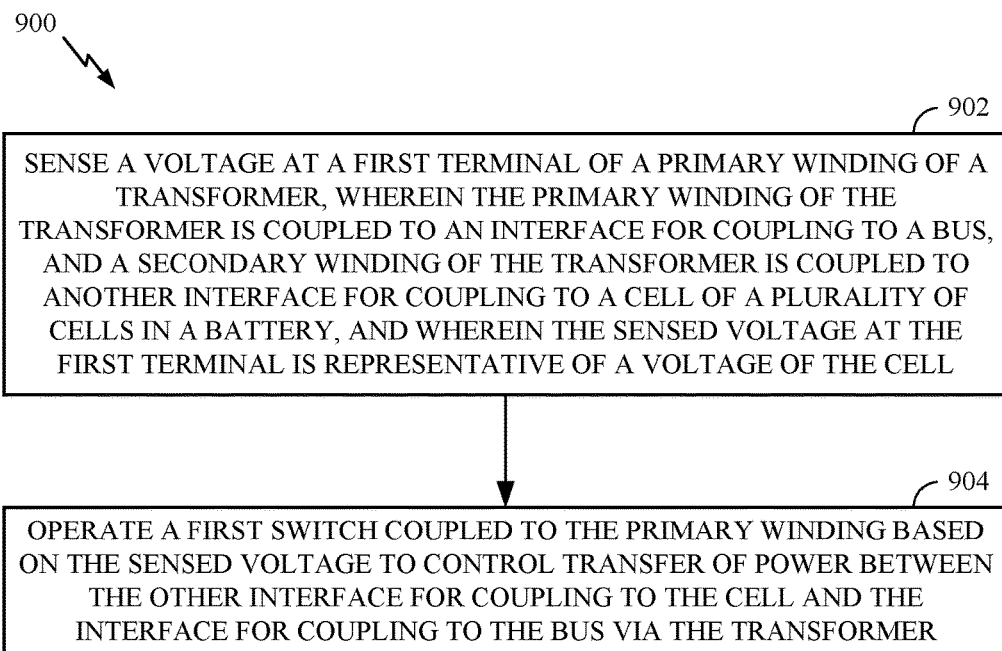 900
902
SENSE A VOLTAGE AT A FIRST TERMINAL OF A PRIMARY WINDING OF A
TRANSFORMER, WHEREIN THE PRIMARY WINDING OF THE
TRANSFORMER IS COUPLED TO AN INTERFACE FOR COUPLING TO A BUS,
AND A SECONDARY WINDING OF THE TRANSFORMER IS COUPLED TO
ANOTHER INTERFACE FOR COUPLING TO A CELL OF A PLURALITY OF
CELLS IN A BATTERY, AND WHEREIN THE SENSED VOLTAGE AT THE
FIRST TERMINAL IS REPRESENTATIVE OF A VOLTAGE OF THE CELL
904
OPERATE A FIRST SWITCH COUPLED TO THE PRIMARY WINDING BASED
ON THE SENSED VOLTAGE TO CONTROL TRANSFER OF POWER BETWEEN
THE OTHER INTERFACE FOR COUPLING TO THE CELL AND THE
INTERFACE FOR COUPLING TO THE BUS VIA THE TRANSFORMER